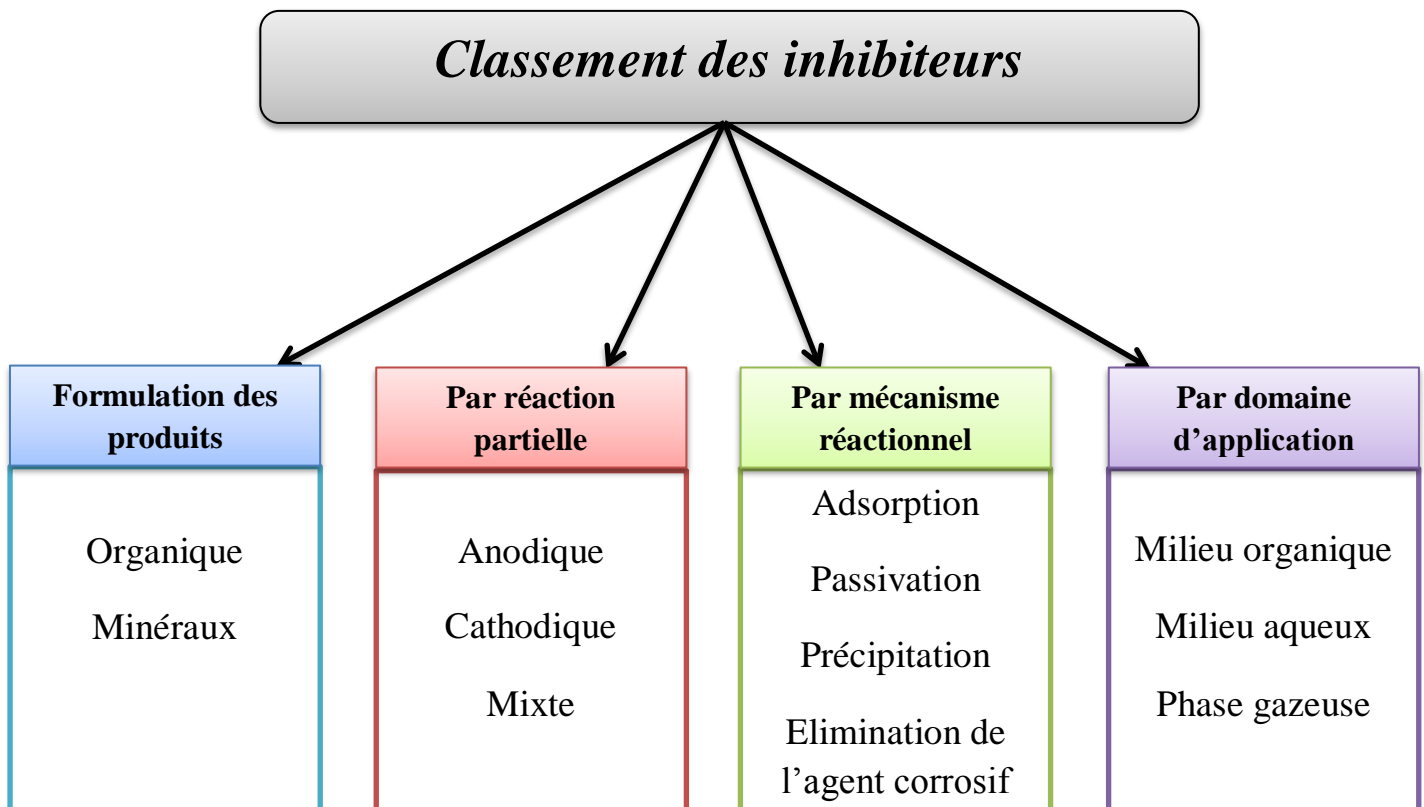 Classement des inhibiteurs
Formulation des
produits
Organique
Minéraux
Par réaction
partielle
Anodique
Cathodique
Mixte
Par mécanisme
réactionnel
Adsorption
Passivation
Précipitation
Elimination de
l’agent corrosif
Par domaine
d’application
Milieu organique
Milieu aqueux
Phase gazeuse